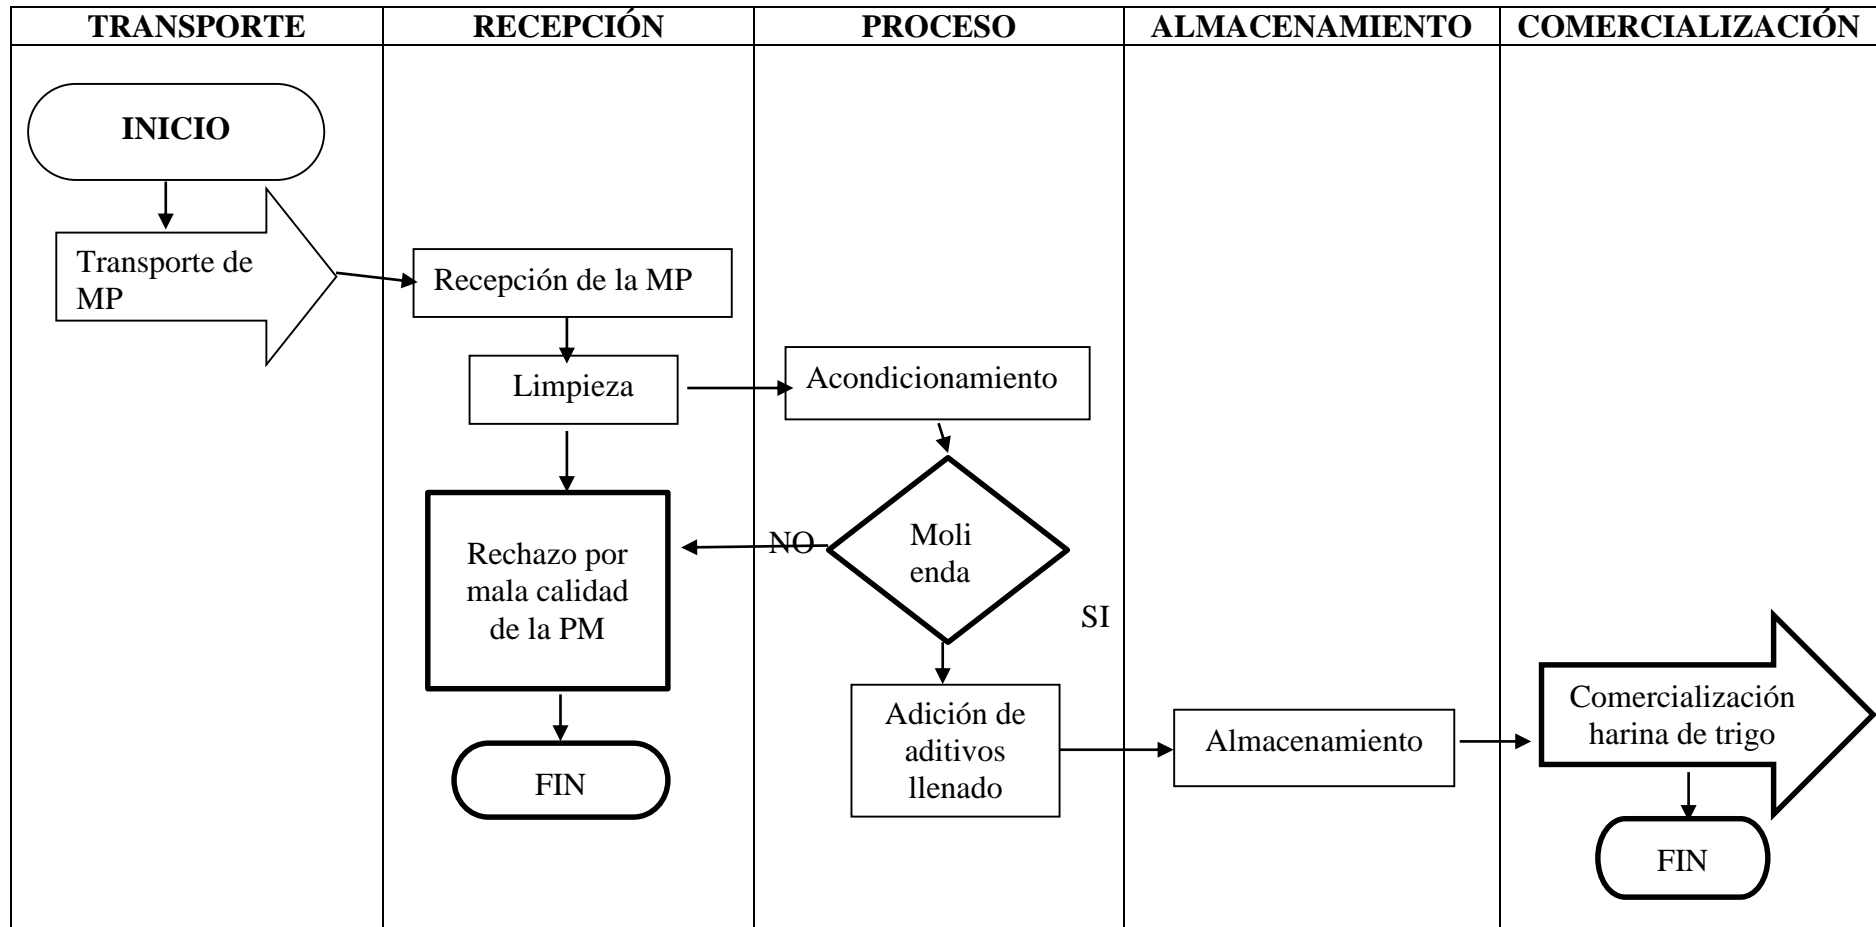 TRANSPORTE
RECEPCIÓN
PROCESO
ALMACENAMIENTO
COMERCIALIZACIÓN
INICIO
Transporte de
MP
Recepción de la MP
Limpieza
Acondicionamiento
Rechazo por
mala calidad
de la PM
NO
Moli
enda
SI
FIN
Adición de
aditivos
llenado
Almacenamiento
Comercialización
harina de trigo
FIN